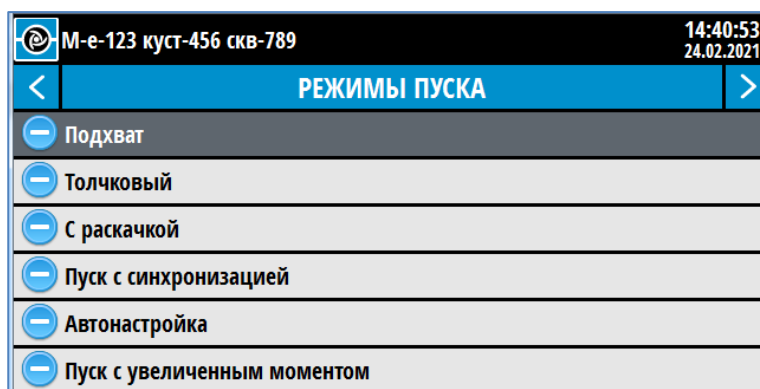 М-е-123 куст-456 скв-789
14:40:53
24.02.2021
РЕЖИМЫ ПУСКА
Подхват
Толчковый
С раскачкой
Пуск с синхронизацией
Автонастройка
Пуск с увеличенным моментом